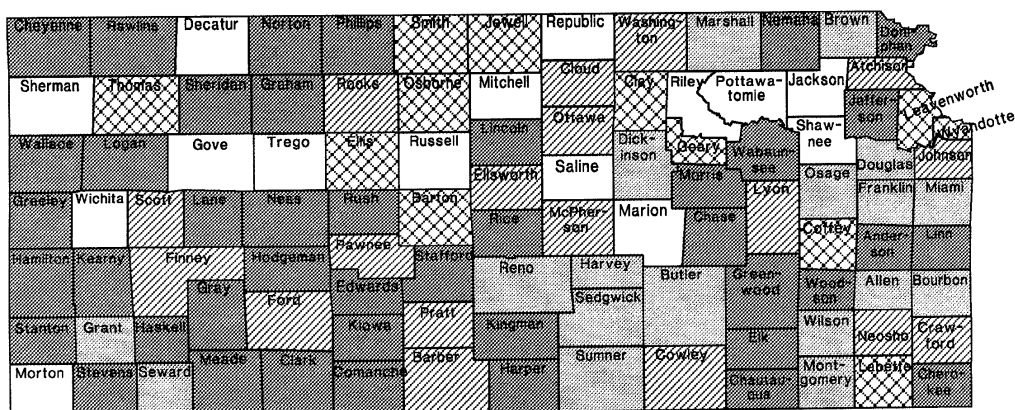 Cheyenne Rawlins Decatur Norton Phillips Smith Jewell Republic Washing-
ton Marshall Nemaha Brown Doni-
phan
Atchison
Sherman Thomas Sheridan Graham Rooks Osborne Mitchell Cloud Clay Riley Pottawa-
tomie Jackson Jeffer-
son Leavenworth
Wyandotte
Wallace Logan Gove Trego Ellis Russell Lincoln Ottawa Dick-
inson Geary Wabaun-
see Shaw-
nee Douglas Johnson
Saline
Ellsworth
Morris
Osage
Greeley Wichita Scott Lane Ness Rush Barton Rice McPher-
son Marion Chase Lyon Franklin Miami
Coffey Ander-
son Linn
Hamilton Kearny Finney Hodgeman Pawnee Stafford Reno Harvey Butler Green-
wood Wood-
son Allen Bourbon
Gray Ford Edwards Sedgwick
Stanton Grant Haskell Kiowa Pratt Kingman Elk Wilson Neosho Craw-
ford
Morton Stevens Seward Meade Clark Comanche Barber Harper Sumner Cowley Chautau-
qua Mont-
gomery Labette Chero-
kee